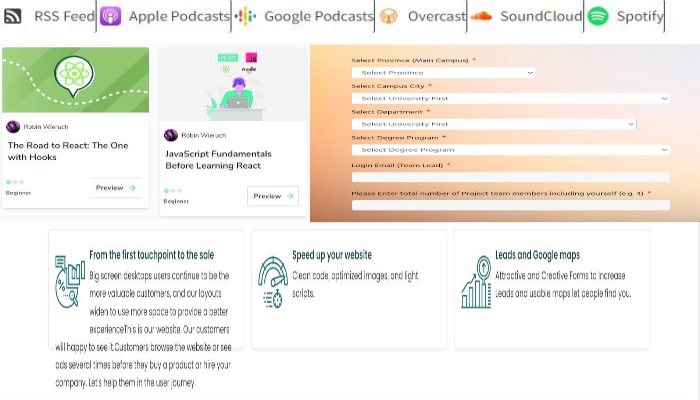 RSS Feed Apple Podcasts Google Podcasts Overcast SoundCloud Spotify
REACT JS
node
Robin Wieruch
The Road to React: The One
with Hooks
Beginner
Preview
Robin Wieruch
JavaScript Fundamentals
Before Learning React
Beginner
Preview
Select Province (Main Campus) *
Select Province
Select Campus City *
Select University First
Select Department *
Select University First
Select Degree Program *
Select Degree Program
Login Email (Team Lead) *
Please Enter total number of Project team members including yourself (e.g. 4) *
From the first touchpoint to the sale
Big screen desktops users continue to be the
more valuable customers, and our layouts
widen to use more space to provide a better
experienceThis is our website. Our customers
will happy to see it.Customers browse the website or see
ads several times before they buy a product or hire your
company. Let's help them in the user journey.
Speed up your website
Clean code, optimized images, and light
scripts.
Leads and Google maps
Attractive and Creative Forms to Increase
Leads and usable maps let people find you.